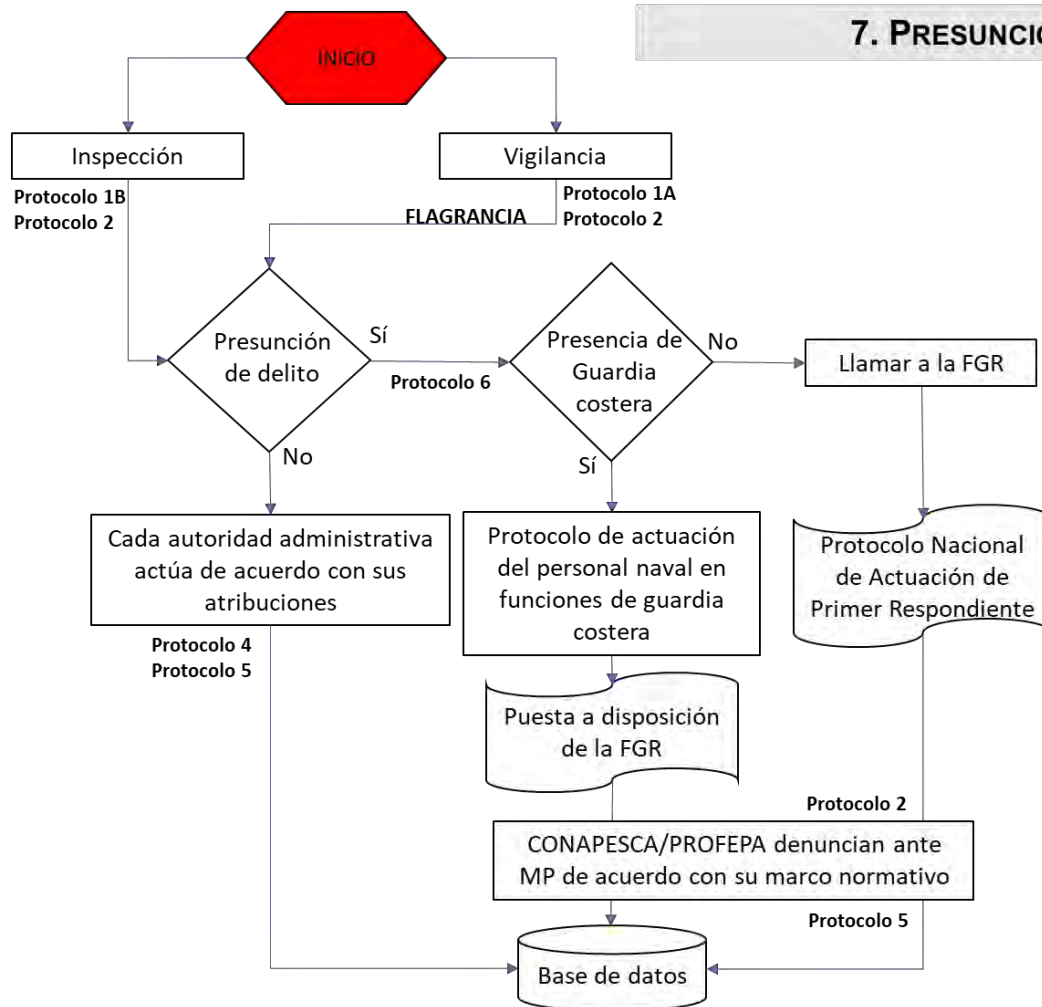 7. PRESUNCIO
INICIO
Inspección
Vigilancia
Protocolo 1B
Protocolo 2
Protocolo 1A
Protocolo 2
FLAGRANCIA
Presunción
de delito
Sí
Protocolo 6
No
Presencia de
Guardia
costera
No
Llamar a la FGR
Sí
Cada autoridad administrativa
actúa de acuerdo con sus
atribuciones
Protocolo de actuación
del personal naval en
funciones de guardia
costera
Protocolo Nacional
de Actuación de
Primer Respondiente
Protocolo 4
Protocolo 5
Puesta a disposición
de la FGR
Protocolo 2
CONAPESCA/PROFEPA denuncian ante
MP de acuerdo con su marco normativo
Protocolo 5
Base de datos